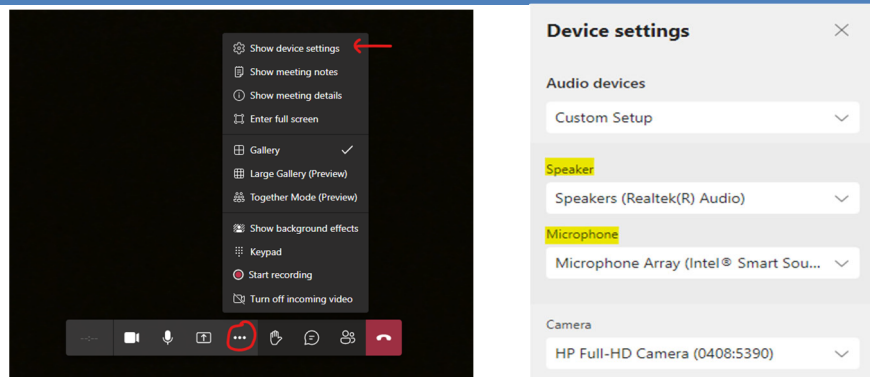 Show device settings
Show meeting notes
Show meeting details
Enter full screen
Gallery
Large Gallery (Preview)
Together Mode (Preview)
Show background effects
Keypad
Start recording
Turn off incoming video
--:--
Device settings
Audio devices
Custom Setup
Speaker
Speakers (Realtek(R) Audio)
Microphone
Microphone Array (Intel® Smart Sou...
Camera
HP Full-HD Camera (0408:5390)